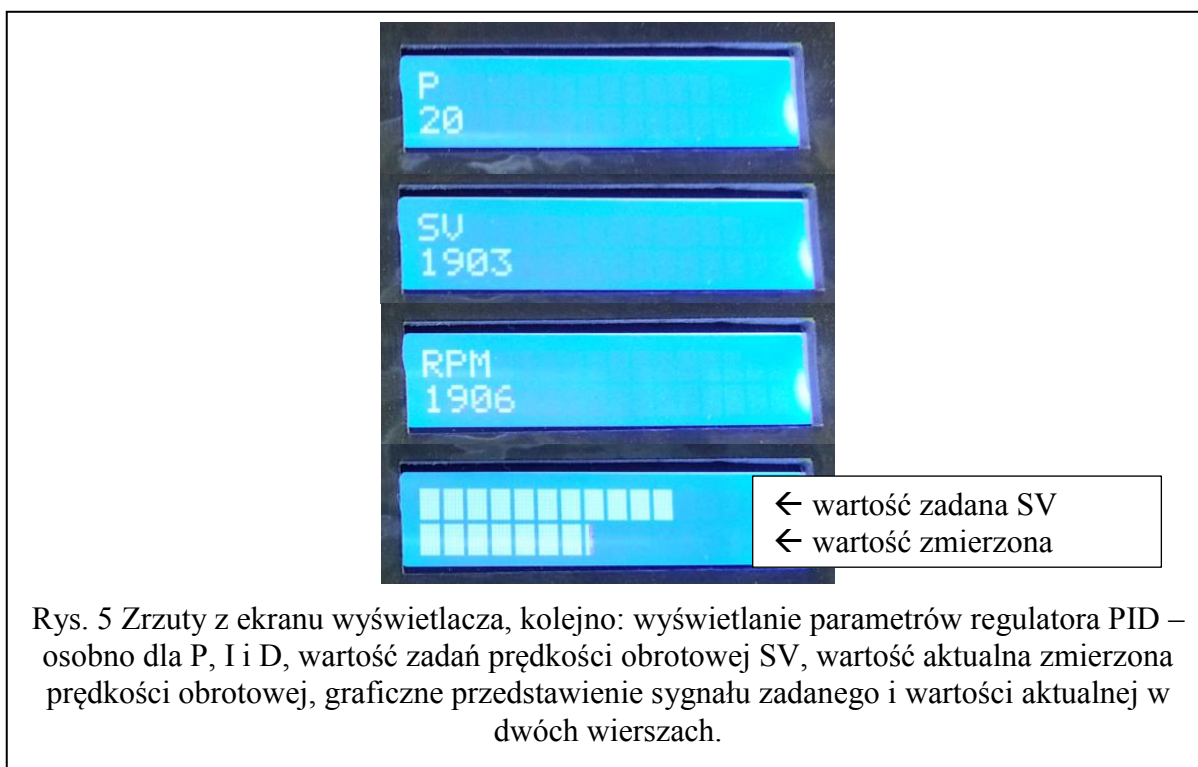 P
20
SV
1903
RPM
1906
← wartość zadana SV
← wartość zmierzona
Rys. 5 Zrzuty z ekranu wyświetlacza, kolejno: wyświetlanie parametrów regulatora PID –
osobno dla P, I i D, wartość zadań prędkości obrotowej SV, wartość aktualna zmierzona
prędkości obrotowej, graficzne przedstawienie sygnału zadanego i wartości aktualnej w
dwóch wierszach.